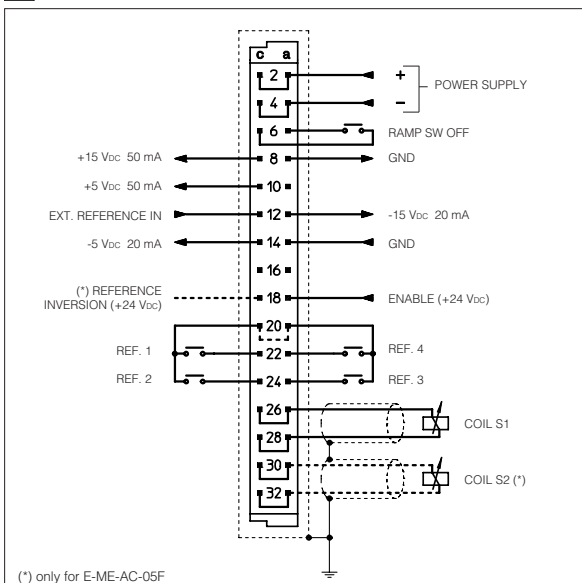 c a
2 + POWER SUPPLY
4 -
6 RAMP SW OFF
+15 VDC 50 mA 8 GND
+5 VDC 50 mA 10
EXT. REFERENCE IN 12 -15 VDC 20 mA
-5 VDC 20 mA 14 GND
16
(*) REFERENCE
INVERSION (+24 VDC) 18 ENABLE (+24 VDC)
20
REF. 1 22 REF. 4
REF. 2 24 REF. 3
26 COIL S1
28
30 COIL S2 (*)
32
(*) only for E-ME-AC-05F